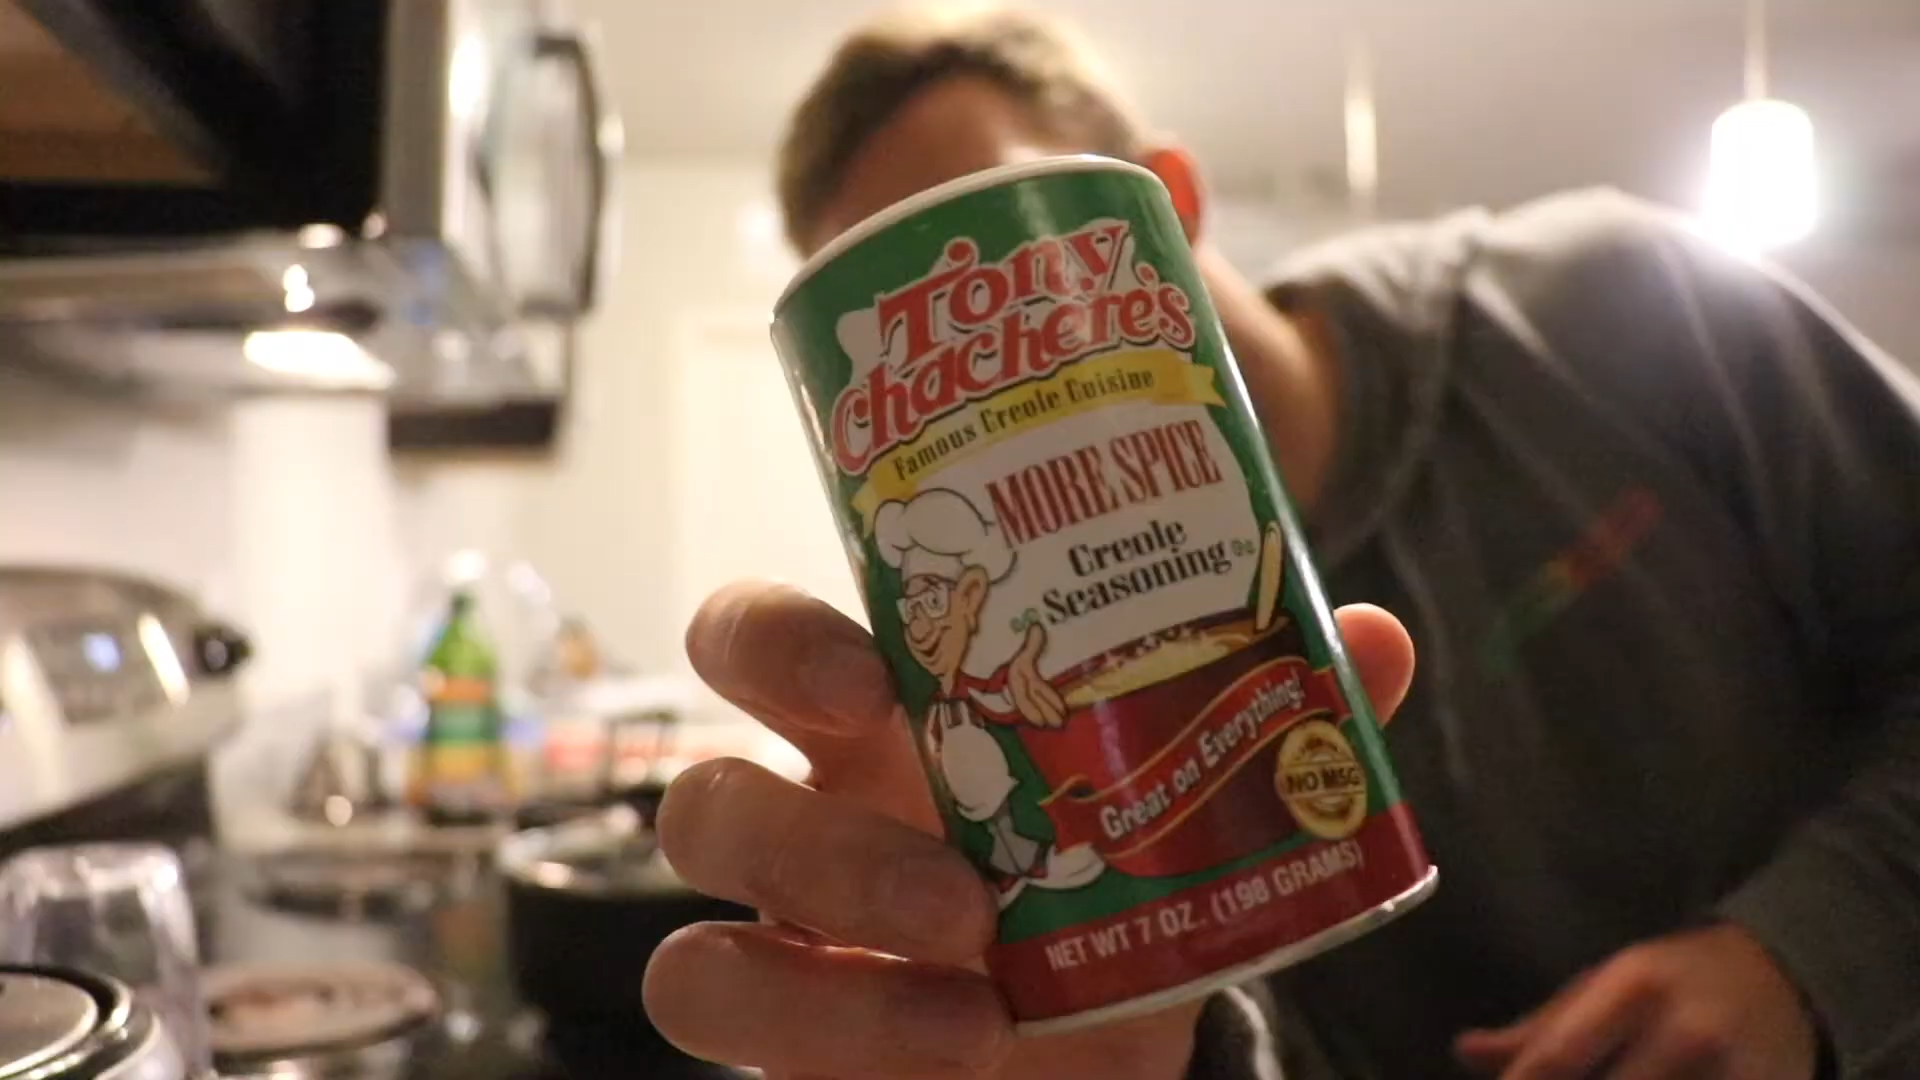 Tony
Chachere's
Famous Creole Cuisine
MORE SPICE
Creole
Seasoning
Great on Everything!
NO MSG
NET WT 7 OZ. (198 GRAMS)